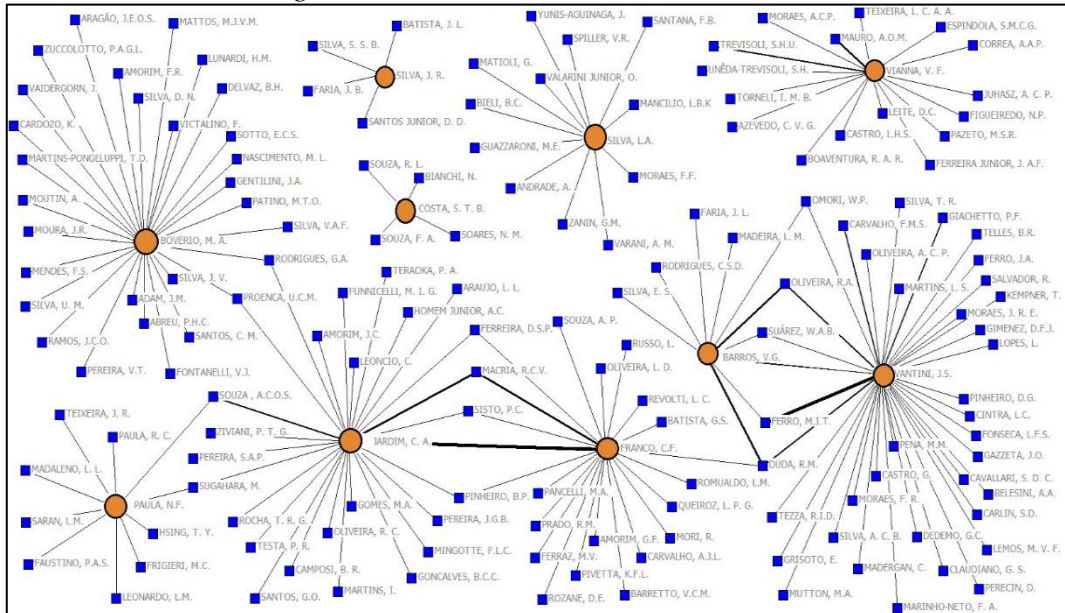 ARAGÃO, J.E.O.S.
MATTOS, M.J.V.M.
ZUCCOLOTTO, P.A.G.L.
LUNARDI, H.M.
AMORIM, F.R.
VAIDERGORN, J.
SILVA, D. N.
DELVAZ, B.H.
CARDOZO, K.
VICTALINO, F.
SOTTO, E.C.S.
MARTINS-PONGELUPPI, T.D.
NASCIMENTO, M. L.
GENTILINI, J.A.
MOUTIN, A.
PATINO, M.T.O.
MOURA, J.R.
BOVERIO, M. A.
SILVA, V.A.F.
RODRIGUES, G.A.
MENDES, F.S.
SILVA, J. V.
SILVA, U. M.
ADAM, J.M.
PROENCA, U.C.M.
ABREU, P.H.C.
RAMOS, J.C.O.
SANTOS, C. M.
PEREIRA, V.T.
FONTANELLI, V.J.
BATISTA, J. L.
SILVA, S. S. B.
SILVA, J. R.
FARIA, J. B.
SANTOS JUNIOR, D. D.
SOUZA, R. L.
BIANCHI, N.
COSTA, S. T. B.
SOUZA, F. A.
SOARES, N. M.
YUNIS-AGUINAGA, J.
SANTANA, F.B.
SPILLER, V.R.
MATIOLI, G.
VALARINI JUNIOR, O.
BIELI, B.C.
MANCILIO, L.B.K
GUAZZARONI, M.E.
SILVA, L.A.
ANDRADE, A.
MORAES, F.F.
ZANIN, G.M.
VARANI, A. M.
MORAES, A.C.P.
TEIXEIRA, L. C. A. A.
ESPINDOLA, S.M.C.G.
TREVISOLI, S.H.U.
MAURO, A.O.M.
CORREA, A.A.P.
UNÊDA-TREVISOLI, S.H.
VIANNA, V. F.
TORNELI, I. M. B.
JUHASZ, A. C. P.
LEITE, D.C.
FIGUEIREDO, N.P.
AZEVEDO, C. V. G.
CASTRO, L.H.S.
PAZETO, M.S.R.
BOAVENTURA, R. A. R.
FERREIRA JUNIOR, J. A.F.
FARIA, J. L.
OMORI, W.P.
SILVA, T. R.
MADEIRA, L. M.
CARVALHO, F.M.S.
GIACHETTO, P.F.
TELLES, B.R.
RODRIGUES, C.S.D.
OLIVEIRA, A. C. P.
FERRO, J.A.
SILVA, E. S.
OLIVEIRA, R.A.
MARTINS, L. S.
SALVADOR, R.
KEMPNER, T.
MORAES, J. R. E.
SUÁREZ, W.A.B.
GIMENEZ, D.F.J.
LOPES, L.
BARROS, V.G.
VANTINI, J.S.
PINHEIRO, D.G.
FERRO, M.I.T.
CINTRA, L.C.
FONSECA, L.F.S.
PENA, M.M.
GAZZETA, J.O.
DUDA, R.M.
CASTRO, G.
CAVALLARI, S. D. C.
BELESINI, A.A.
MORAES, F. R.
CARLIN, S.D.
TEZZA, R.I.D.
SILVA, A. C. B.
DEDEMO, G.C.
LEMOS, M. V. F.
GRISOTO, E.
MADERGAN, C.
CLAUDIANO, G. S.
MUTTON, M.A.
PERECIN, D.
MARINHO-NETO, F. A.
TERAOKA, P. A.
FUNNICELLI, M. I. G.
ARAUJO, L. L.
HOMEM JUNIOR, A.C.
AMORIM, J.C.
FERREIRA, D.S.P.
SOUZA, A. P.
LEONCIO, C.
RUSSO, L.
MACRIA, R.C.V.
OLIVEIRA, L. D.
SOUZA , A.C.O.S.
SISTO, P.C.
REVOLTI, L. C.
ZIVIANI, P. T. G.
JARDIM, C. A.
BATISTA, G.S.
FRANCO, C.F.
PEREIRA, S.A.P.
ROMUALDO, L.M.
SUGAHARA, M.
PINHEIRO, B.P.
PANCELLI, M.A.
GOMES, M.A.
QUEIROZ, L. P. G.
ROCHA, T. R. G.
PEREIRA, J.G.B.
PRADO, R.M.
OLIVEIRA, R. C.
AMORIM, G.F.
MORI, R.
TESTA, P. R.
MINGOTTE, F.L.C.
FERRAZ, M.V.
CARVALHO, A.J.L.
CAMPOSI, B. R.
GONCALVES, B.C.C.
PIVETTA, K.F.L.
SANTOS, G.O.
MARTINS, I.
ROZANE, D.E.
BARRETTO, V.C.M.
TEIXEIRA, J. R.
PAULA, R. C.
MADALENO, L. L.
PAULA, N.F.
SARAN, L.M.
HSING, T. Y.
FAUSTINO, P.A.S.
FRIGIERI, M.C.
LEONARDO, L.M.